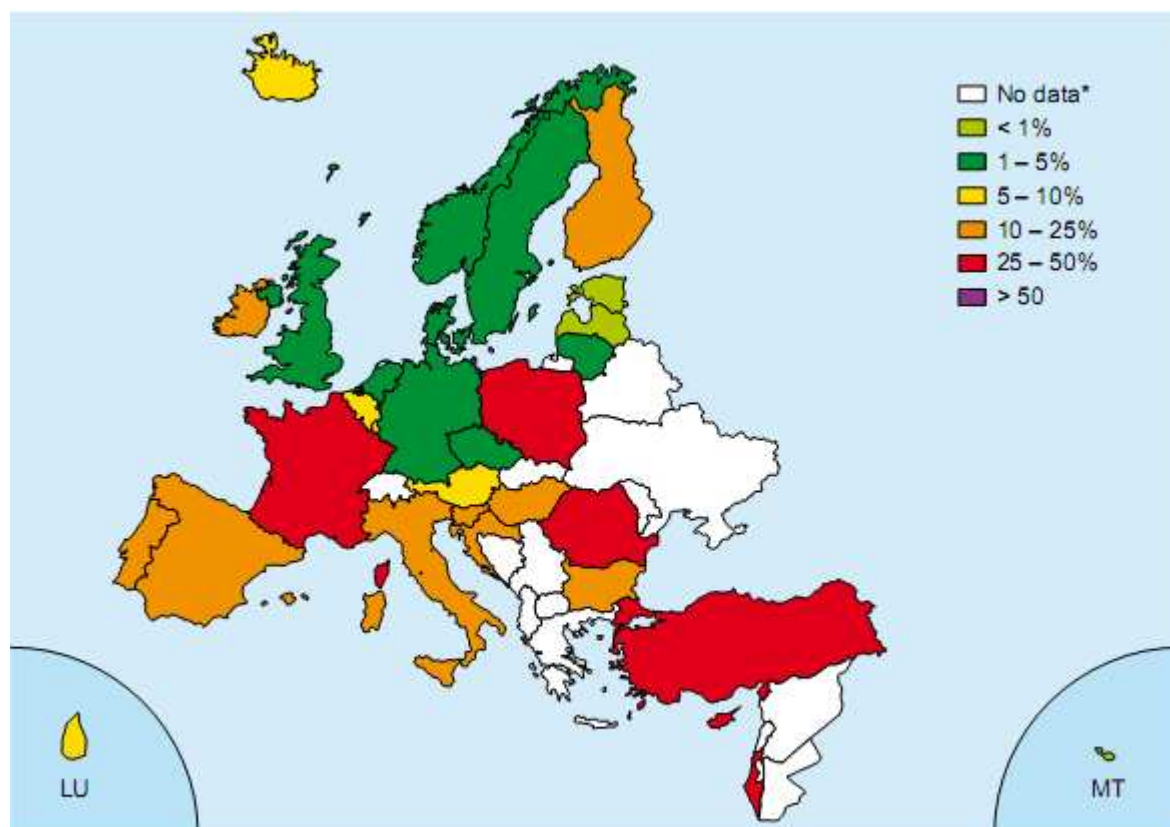 No data*
< 1%
1 – 5%
5 – 10%
10 – 25%
25 – 50%
> 50
LU
MT